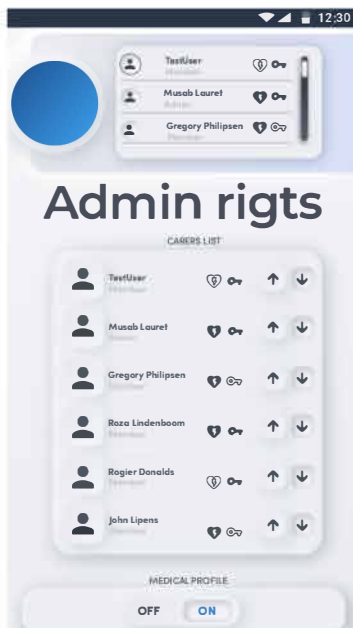 12:30
TestUser
Musab Lauret
Admin
Gregory Philipsen
Admin rigts
CARERS LIST
TestUser
Musab Lauret
Gregory Philipsen
Roza Lindenboom
Rogier Donalds
John Lipens
MEDICAL PROFILE
OFF ON